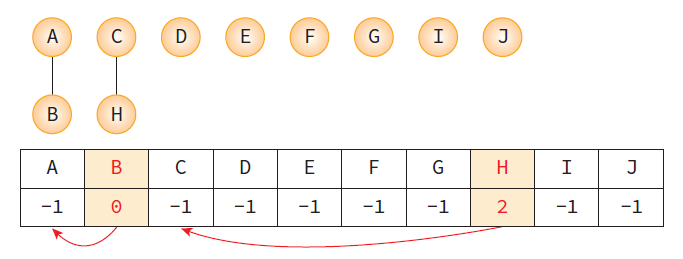 A C D E F G I J
B H
A B C D E F G H I J
-1 0 -1 -1 -1 -1 -1 2 -1 -1